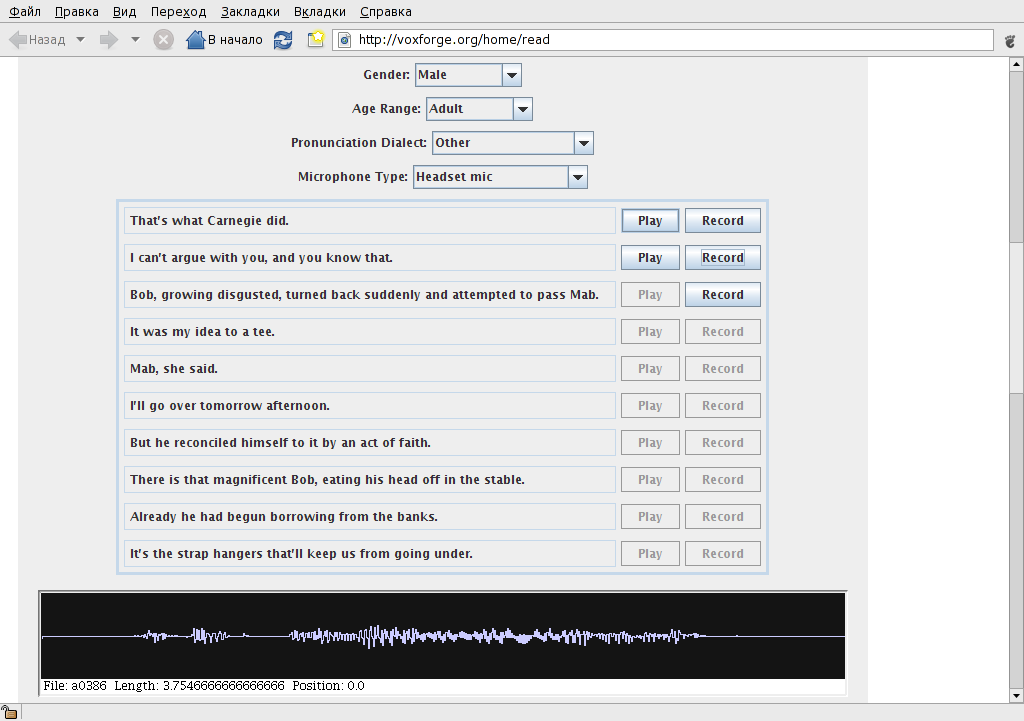 Файл Правка Вид Переход Закладки Вкладки Справка
Назад В начало http://voxforge.org/home/read
Gender: Male
Age Range: Adult
Pronunciation Dialect: Other
Microphone Type: Headset mic
That's what Carnegie did. Play Record
I can't argue with you, and you know that. Play Record
Bob, growing disgusted, turned back suddenly and attempted to pass Mab. Play Record
It was my idea to a tee. Play Record
Mab, she said. Play Record
I'll go over tomorrow afternoon. Play Record
But he reconciled himself to it by an act of faith. Play Record
There is that magnificent Bob, eating his head off in the stable. Play Record
Already he had begun borrowing from the banks. Play Record
It's the strap hangers that'll keep us from going under. Play Record
File: a0386 Length: 3.7546666666666666 Position: 0.0